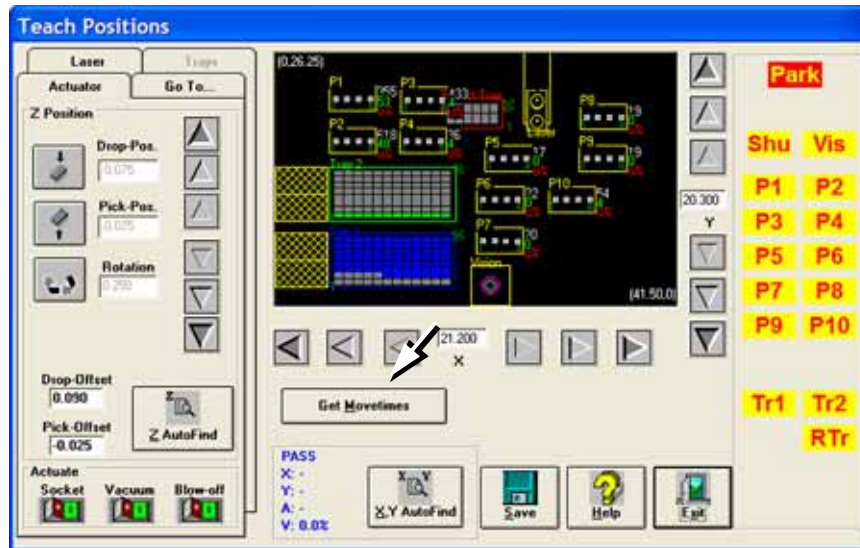 Teach Positions
Laser
Trays
Actuator
Go To...
Z Position
Drop-Pos.
0.075
Pick-Pos.
0.025
Rotation
0.250
Drop-Offset
0.090
Pick-Offset
-0.025
Z
Z AutoFind
Actuate
Socket Vacuum Blow-off
(0,26.25)
P1
P3
P2
P4
P5
P6
P7
P8
P9
P10
Tray 2
Vision
(41.50,0)
20.300
Y
21.200
X
Get Movetimes
PASS
X: -
Y: -
A: -
V: 0.0%
X Y
X,Y AutoFind
Save
Help
Exit
Park
Shu Vis
P1 P2
P3 P4
P5 P6
P7 P8
P9 P10
Tr1 Tr2
RTr